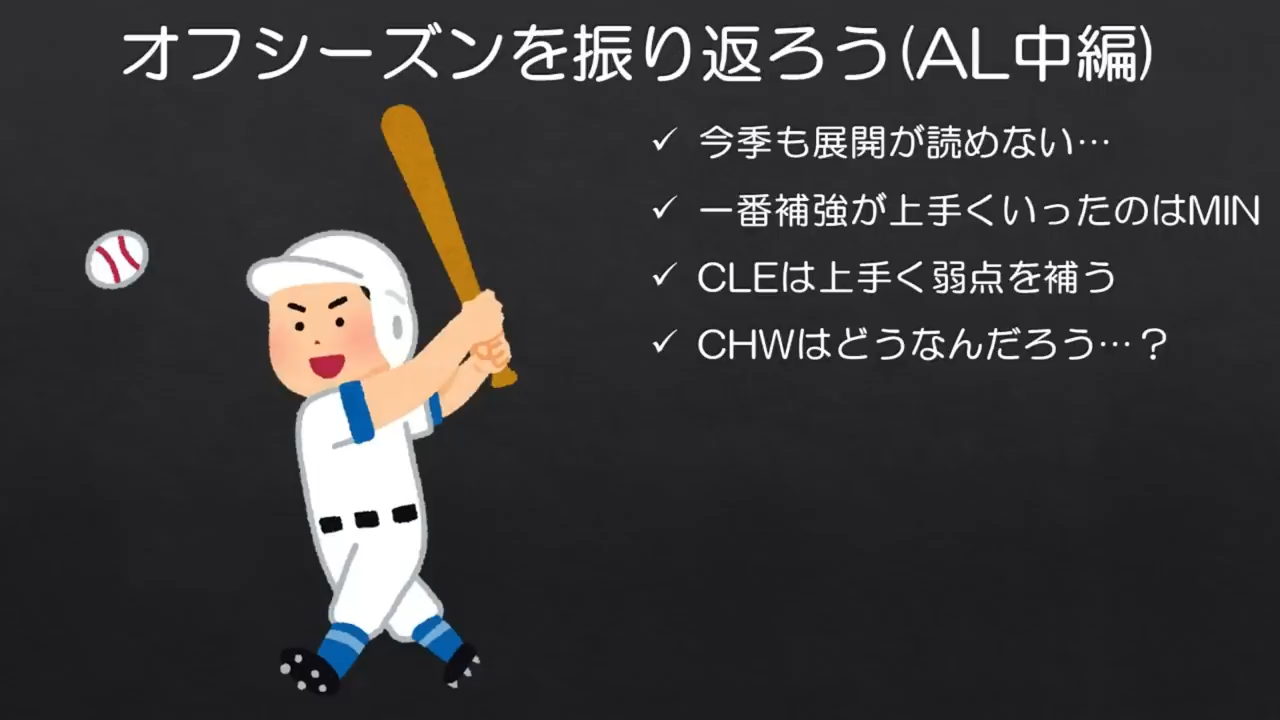 オフシーズンを振り返ろう(AL中編)
✓ 今季も展開が読めない…
✓ 一番補強が上手くいったのはMIN
✓ CLEは上手く弱点を補う
✓ CHWはどうなんだろう…？